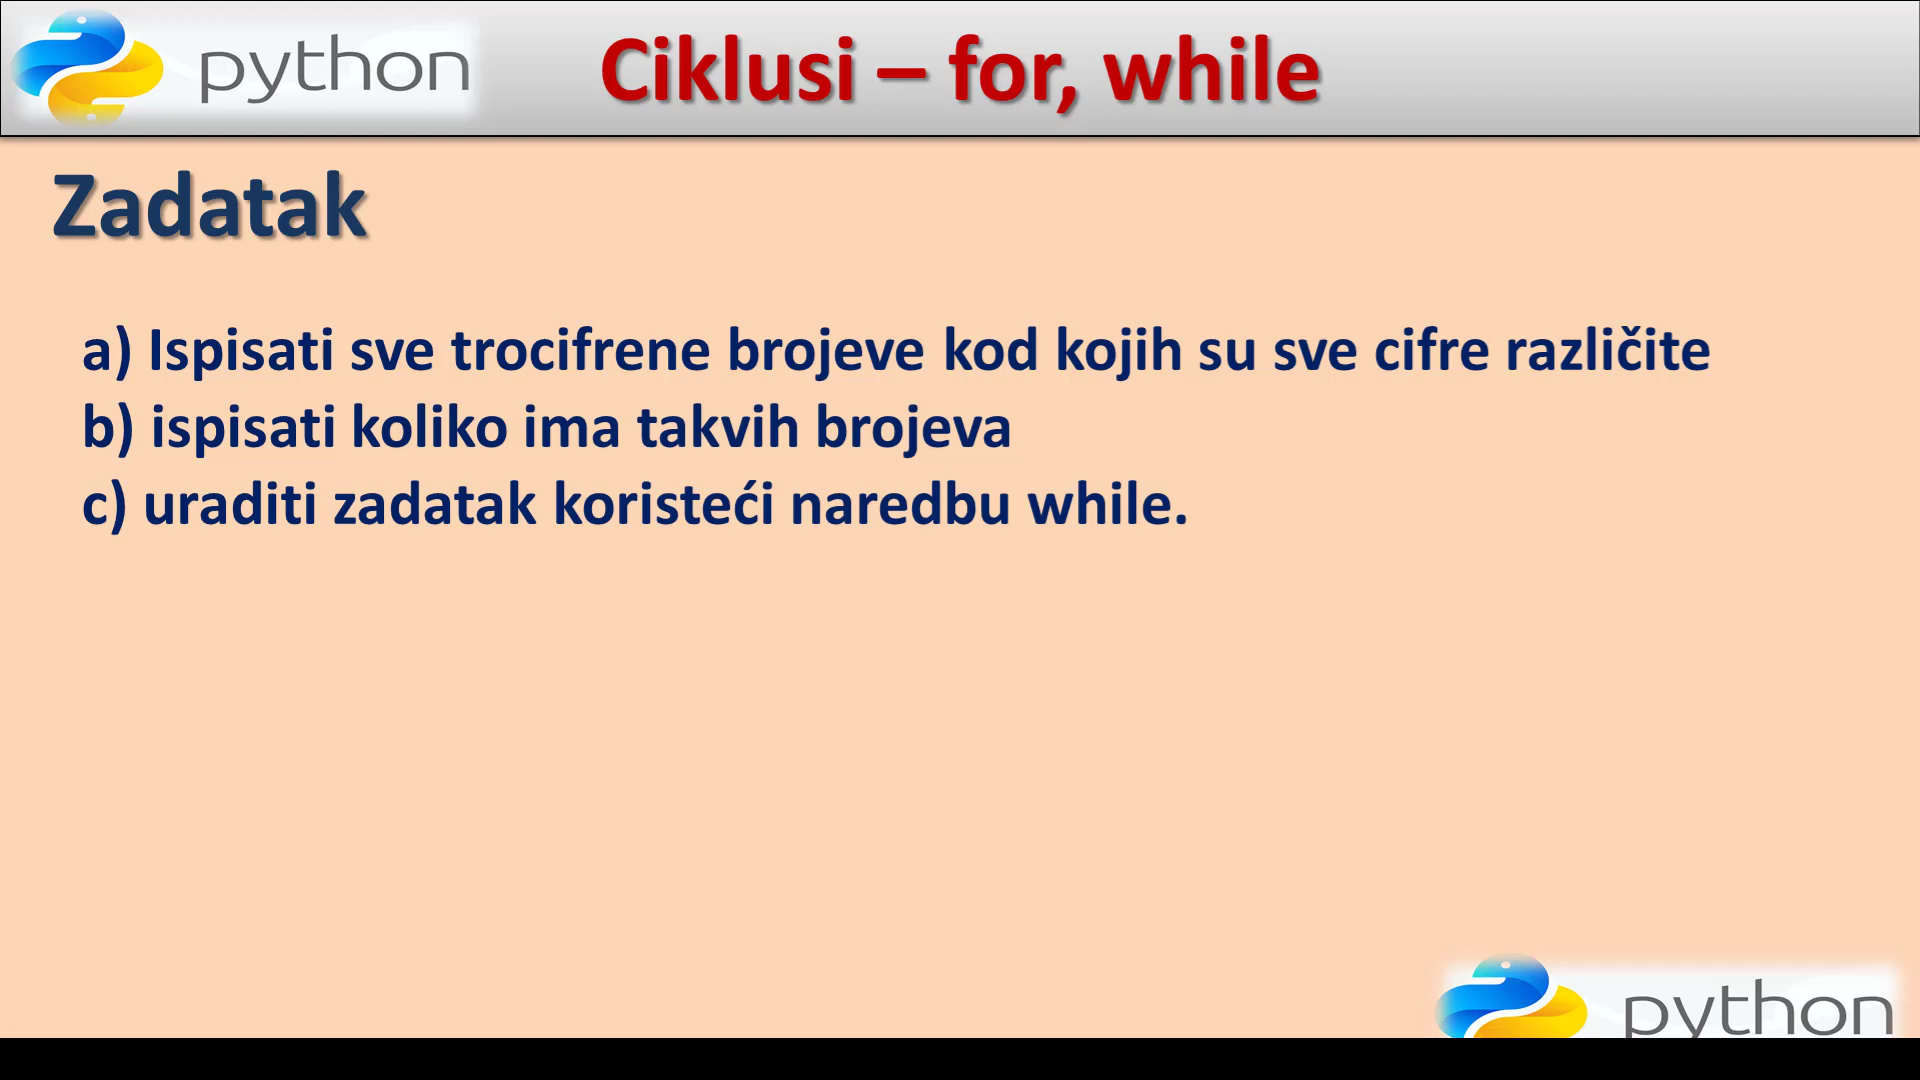 python
Ciklusi – for, while
Zadatak
a) Ispisati sve trocifrene brojeve kod kojih su sve cifre različite
b) ispisati koliko ima takvih brojeva
c) uraditi zadatak koristeći naredbu while.
python